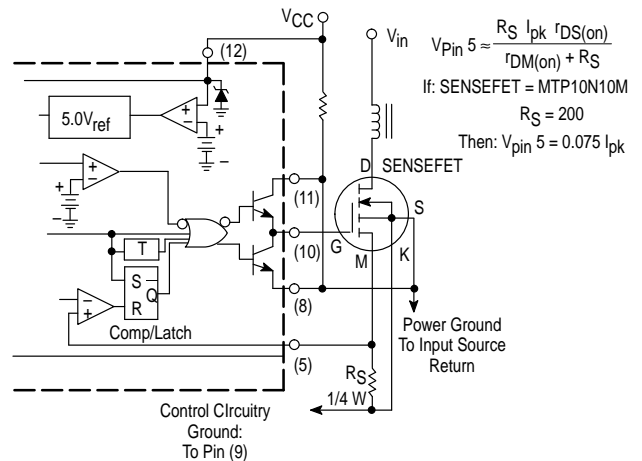 VCC
Vin
(12)
VPin 5 ≈ RS Ipk rDS(on)
rDM(on) + RS
If: SENSEFET = MTP10N10M
RS = 200
Then: Vpin 5 = 0.075 Ipk
5.0Vref
+
–
+
–
+
–
+
–
D SENSEFET
(11)
S
(10)
G
M
K
T
S
Q
R
(8)
–
+
Comp/Latch
(5)
Power Ground
To Input Source
Return
RS
1/4 W
Control CIrcuitry
Ground:
To Pin (9)